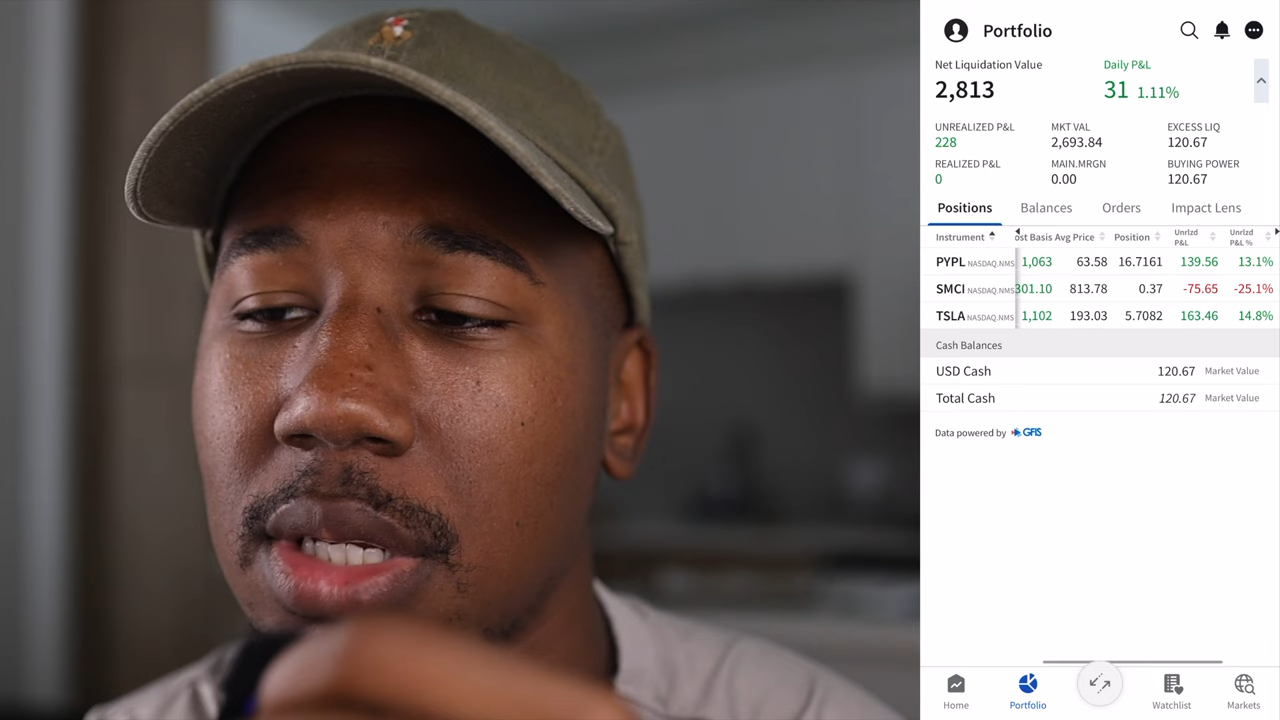 Portfolio
Net Liquidation Value Daily P&L
2,813 31 1.11%
UNREALIZED P&L MKT VAL EXCESS LIQ
228 2,693.84 120.67
REALIZED P&L MAIN.MRGN BUYING POWER
0 0.00 120.67
Positions Balances Orders Impact Lens
Instrument ost Basis Avg Price Position Unrlzd P&L Unrlzd P&L %
PYPL NASDAQ.NMS 1,063 63.58 16.7161 139.56 13.1%
SMCI NASDAQ.NMS 301.10 813.78 0.37 -75.65 -25.1%
TSLA NASDAQ.NMS 1,102 193.03 5.7082 163.46 14.8%
Cash Balances
USD Cash 120.67 Market Value
Total Cash 120.67 Market Value
Data powered by GFIS
Home Portfolio Watchlist Markets